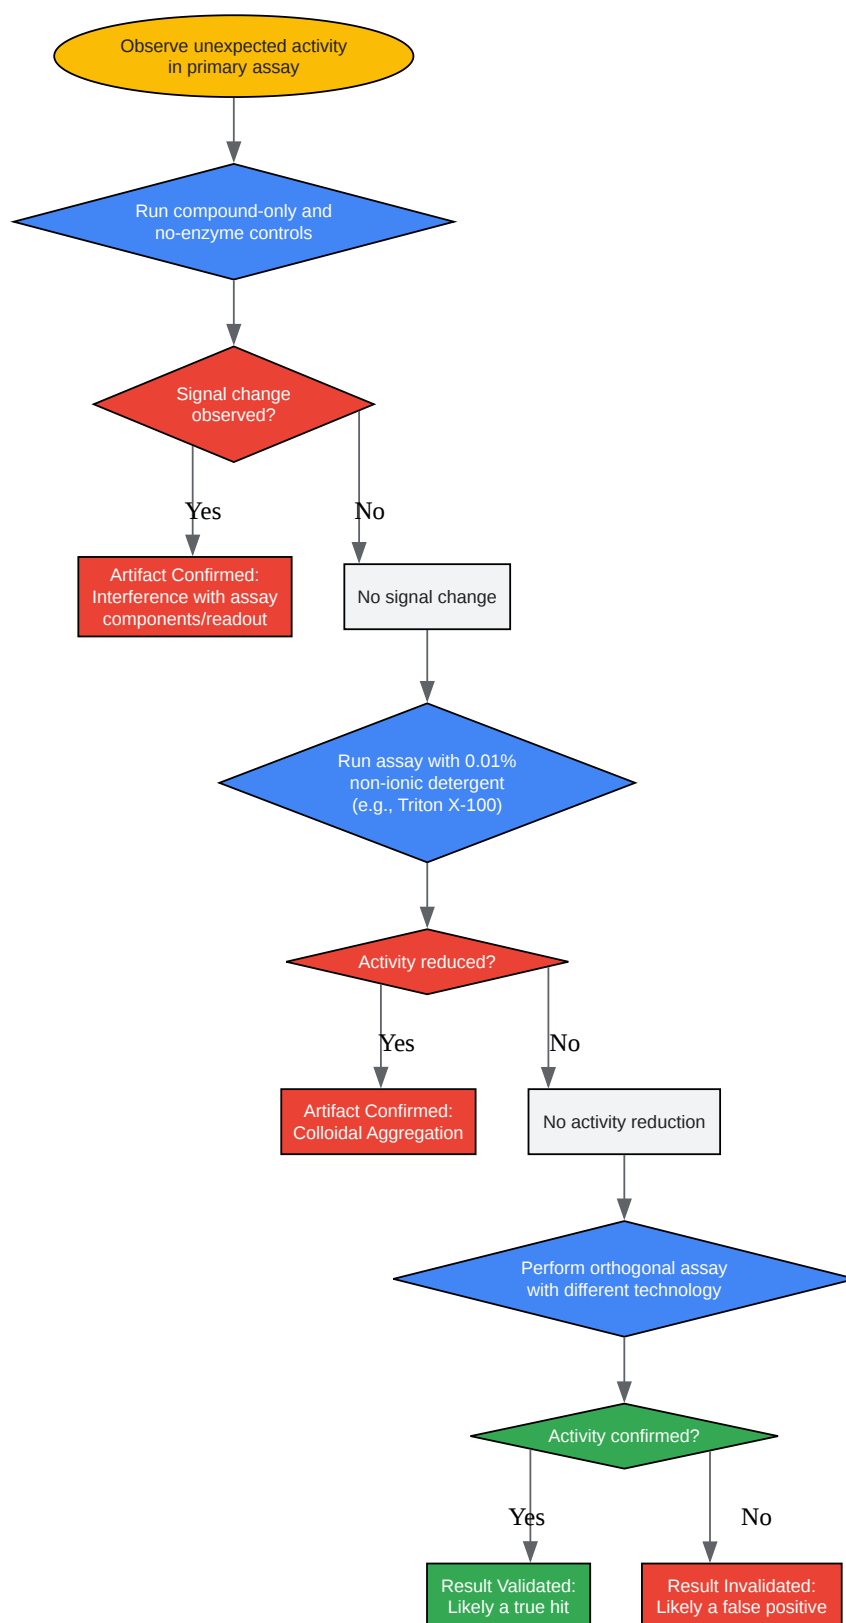 Observe unexpected activity
in primary assay
Run compound-only and
no-enzyme controls
Signal change
observed?
Yes
No
Artifact Confirmed:
Interference with assay
components/readout
No signal change
Run assay with 0.01%
non-ionic detergent
(e.g., Triton X-100)
Activity reduced?
Yes
No
Artifact Confirmed:
Colloidal Aggregation
No activity reduction
Perform orthogonal assay
with different technology
Activity confirmed?
Yes
No
Result Validated:
Likely a true hit
Result Invalidated:
Likely a false positive